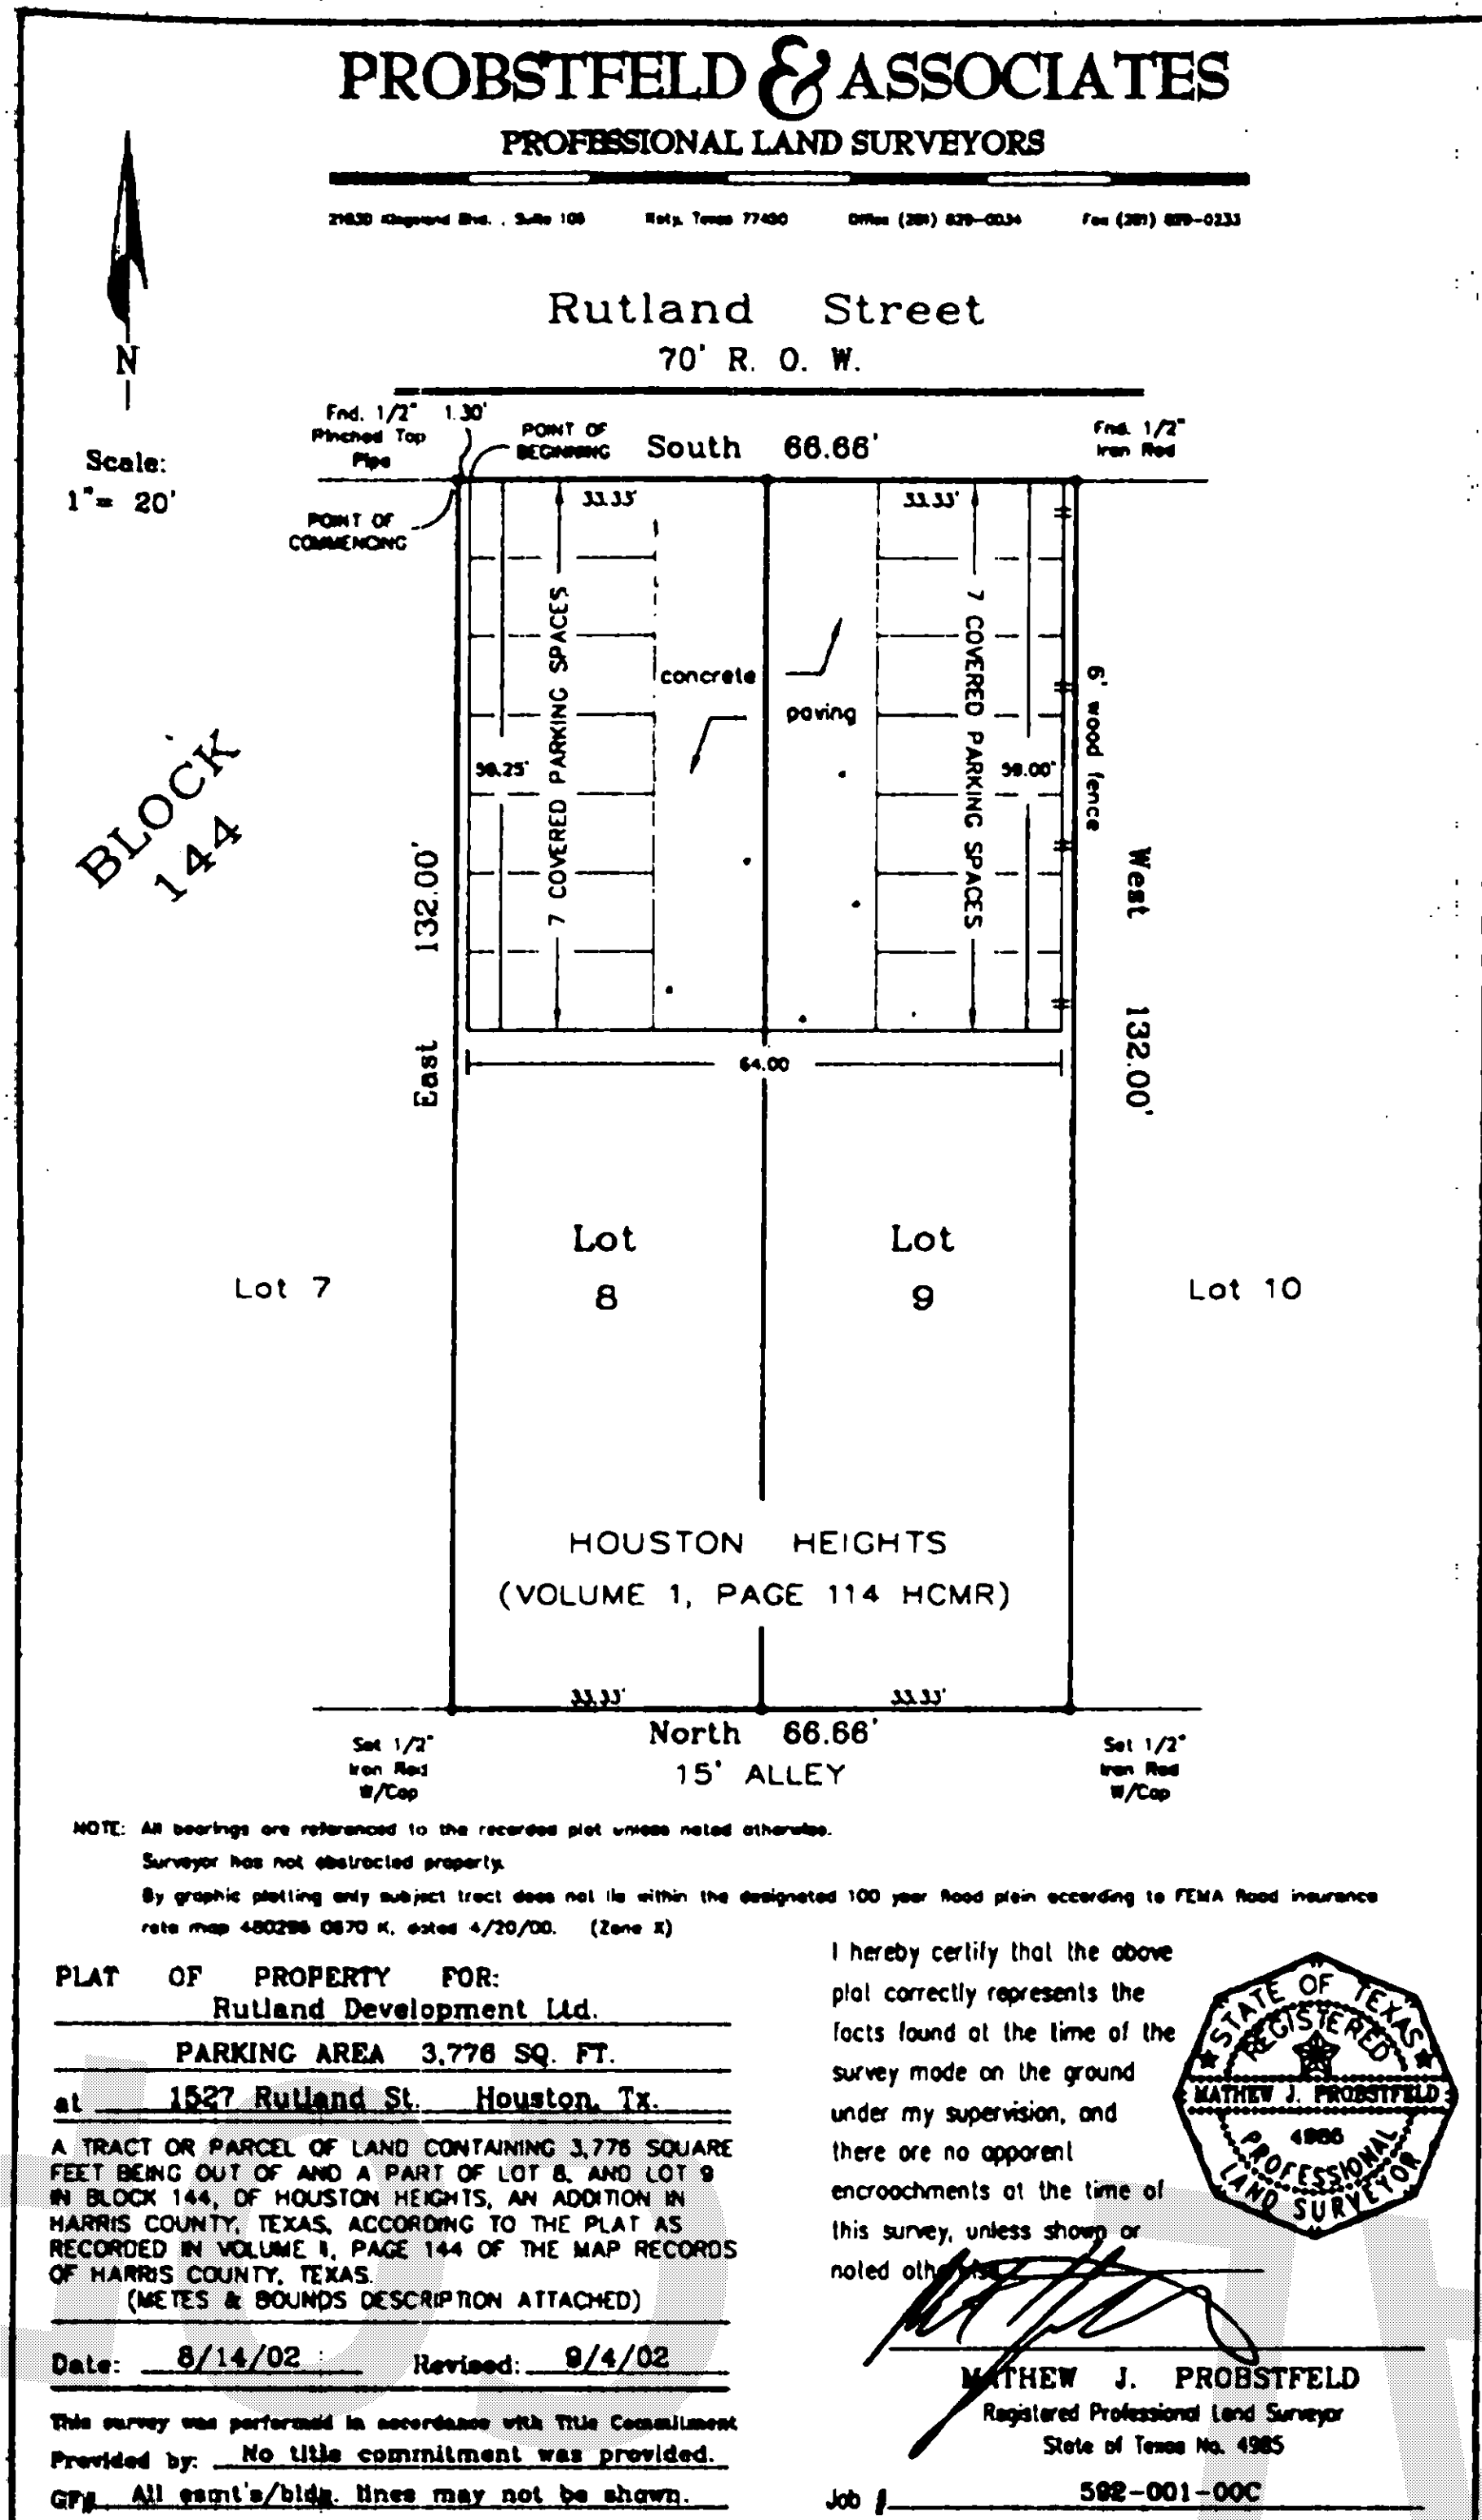 PROBSTFELD & ASSOCIATES
PROFESSIONAL LAND SURVEYORS
Suite 106 Katy, Texas 77450 Office (281) 829-0034 Fax (281) 829-0233
N
Scale:
1"= 20'
Rutland Street
70' R. O. W.
Fnd. 1/2"
Pinched Top
Pipe
1.30'
POINT OF
BEGINNING
South 66.66'
Fnd. 1/2"
Iron Rod
POINT OF
COMMENCING
33.33'
33.33'
7 COVERED PARKING SPACES
7 COVERED PARKING SPACES
concrete
paving
6' wood fence
BLOCK
144
East 132.00'
West 132.00'
64.00
Lot
8
Lot
9
Lot 7
Lot 10
HOUSTON HEIGHTS
(VOLUME 1, PAGE 114 HCMR)
33.33'
33.33'
North 66.66'
15' ALLEY
Set 1/2"
Iron Rod
W/Cap
Set 1/2"
Iron Rod
W/Cap
NOTE: All bearings are referenced to the recorded plat unless noted otherwise.
Surveyor has not abstracted property.
By graphic plotting only subject tract does not lie within the designated 100 year flood plain according to FEMA flood insurance
rate map dated 4/20/00. (Zone X)
PLAT OF PROPERTY FOR:
Rutland Development Ltd.
PARKING AREA 3,776 SQ. FT.
at 1527 Rutland St. Houston, Tx.
A TRACT OR PARCEL OF LAND CONTAINING 3,776 SQUARE
FEET BEING OUT OF AND A PART OF LOT 8, AND LOT 9
IN BLOCK 144, OF HOUSTON HEIGHTS, AN ADDITION IN
HARRIS COUNTY, TEXAS, ACCORDING TO THE PLAT AS
RECORDED IN VOLUME 1, PAGE 144 OF THE MAP RECORDS
OF HARRIS COUNTY, TEXAS.
(METES & BOUNDS DESCRIPTION ATTACHED)
Date: 8/14/02 Revised: 9/4/02
This survey was performed in accordance with Title Commitment
Provided by: No title commitment was provided.
GF# All esmt's/bldg. lines may not be shown.
I hereby certify that the above
plat correctly represents the
facts found at the time of the
survey made on the ground
under my supervision, and
there are no apparent
encroachments at the time of
this survey, unless shown or
noted otherwise
STATE OF TEXAS
REGISTERED
MATHEW J. PROBSTFELD
PROFESSIONAL
LAND SURVEYOR
MATHEW J. PROBSTFELD
Registered Professional Land Surveyor
State of Texas No. 4985
Job # 592-001-00C